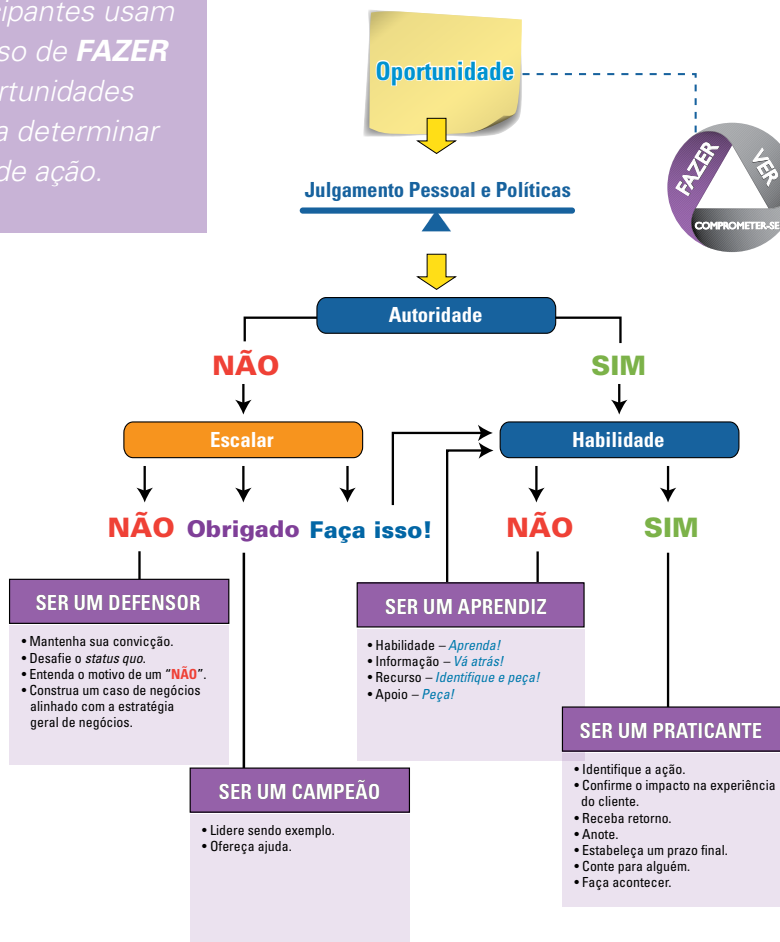 usam
de FAZER
determinar
de ação.
Oportunidade
FAZER
VER
COMPROMETER-SE
Julgamento Pessoal e Políticas
Autoridade
NÃO
SIM
Escalar
Habilidade
NÃO
Obrigado
Faça isso!
NÃO
SIM
SER UM DEFENSOR
• Mantenha sua convicção.
• Desafie o status quo.
• Entenda o motivo de um “NÃO”.
• Construa um caso de negócios
alinhado com a estratégia
geral de negócios.
SER UM APRENDIZ
• Habilidade – Aprenda!
• Informação – Vá atrás!
• Recurso – Identifique e peça!
• Apoio – Peça!
SER UM CAMPEÃO
• Lidere sendo exemplo.
• Ofereça ajuda.
SER UM PRATICANTE
• Identifique a ação.
• Confirme o impacto na experiência
do cliente.
• Receba retorno.
• Anote.
• Estabeleça um prazo final.
• Conte para alguém.
• Faça acontecer.